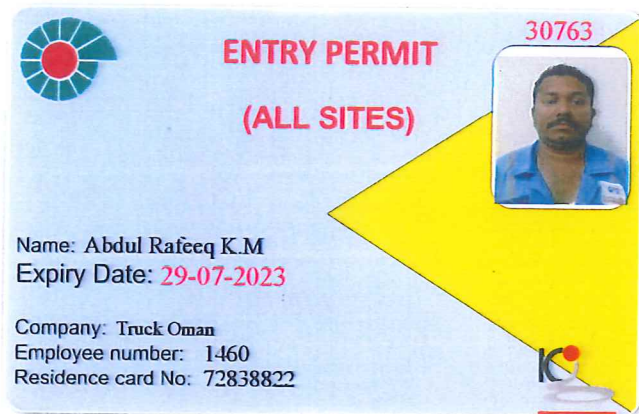 30763
ENTRY PERMIT
(ALL SITES)
Name: Abdul Rafeeq K.M
Expiry Date: 29-07-2023
Company: Truck Oman
Employee number: 1460
Residence card No: 72838822